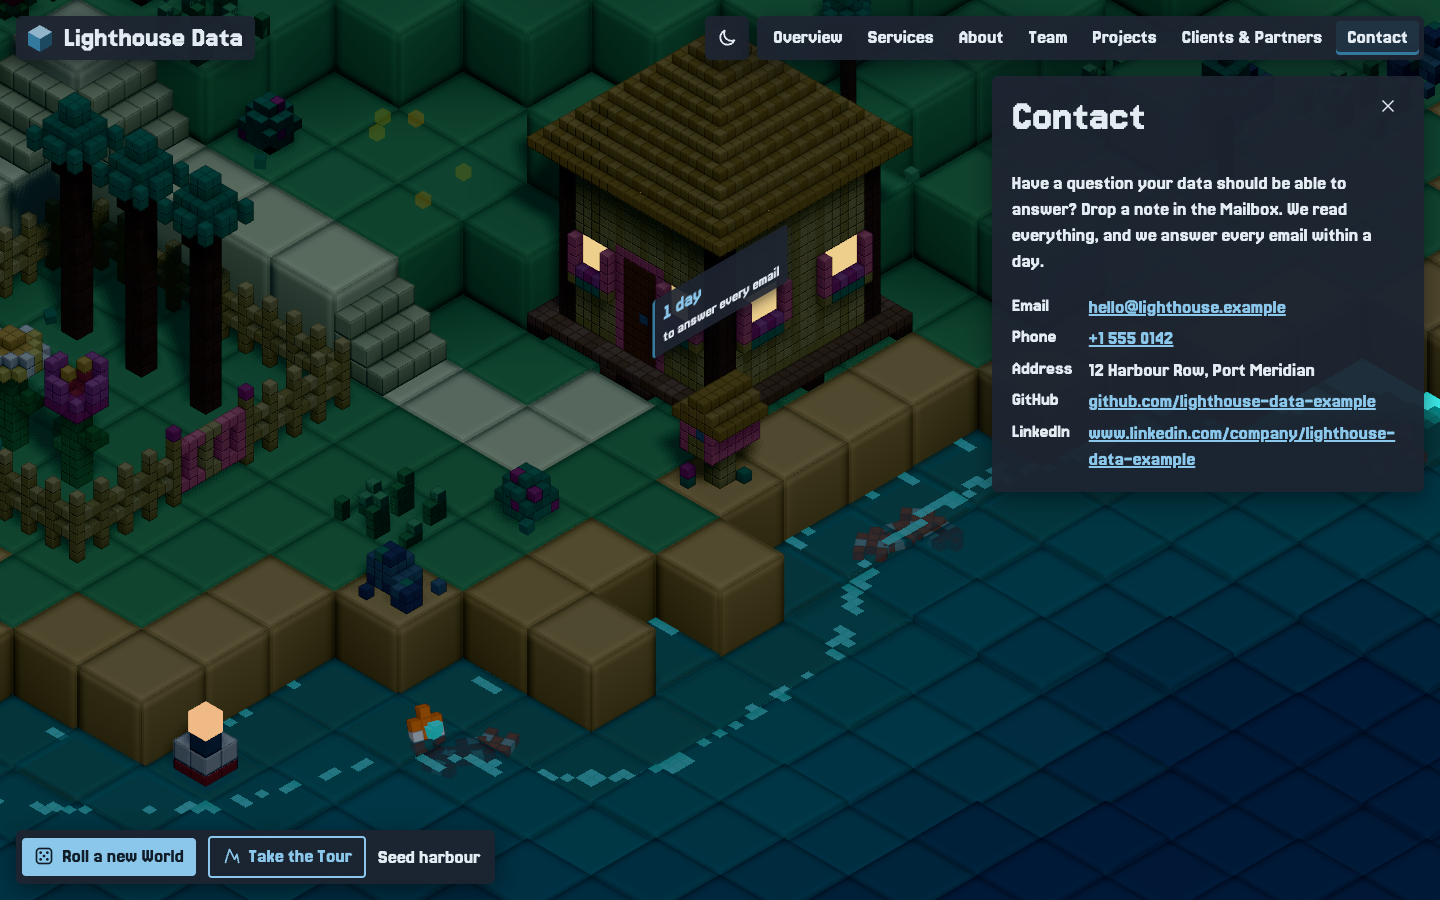 Lighthouse Data
Overview Services About Team Projects Clients & Partners Contact
Contact
Have a question your data should be able to
answer? Drop a note in the Mailbox. We read
everything, and we answer every email within a
day.
Email hello@lighthouse.example
Phone +1 555 0142
Address 12 Harbour Row, Port Meridian
GitHub github.com/lighthouse-data-example
LinkedIn www.linkedin.com/company/lighthouse-
data-example
1 day
to answer every email
Roll a new World Take the Tour Seed harbour